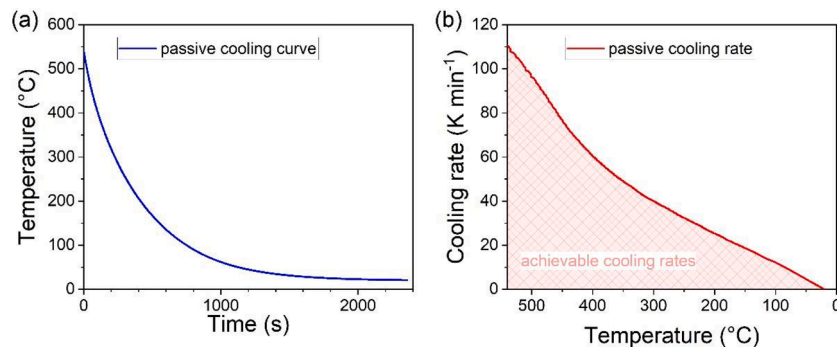 (a)
600
500
400
300
200
100
0
Temperature (°C)
passive cooling curve
0 1000 2000
Time (s)
(b)
120
100
80
60
40
20
0
Cooling rate (K min⁻¹)
passive cooling rate
achievable cooling rates
500 400 300 200 100 0
Temperature (°C)